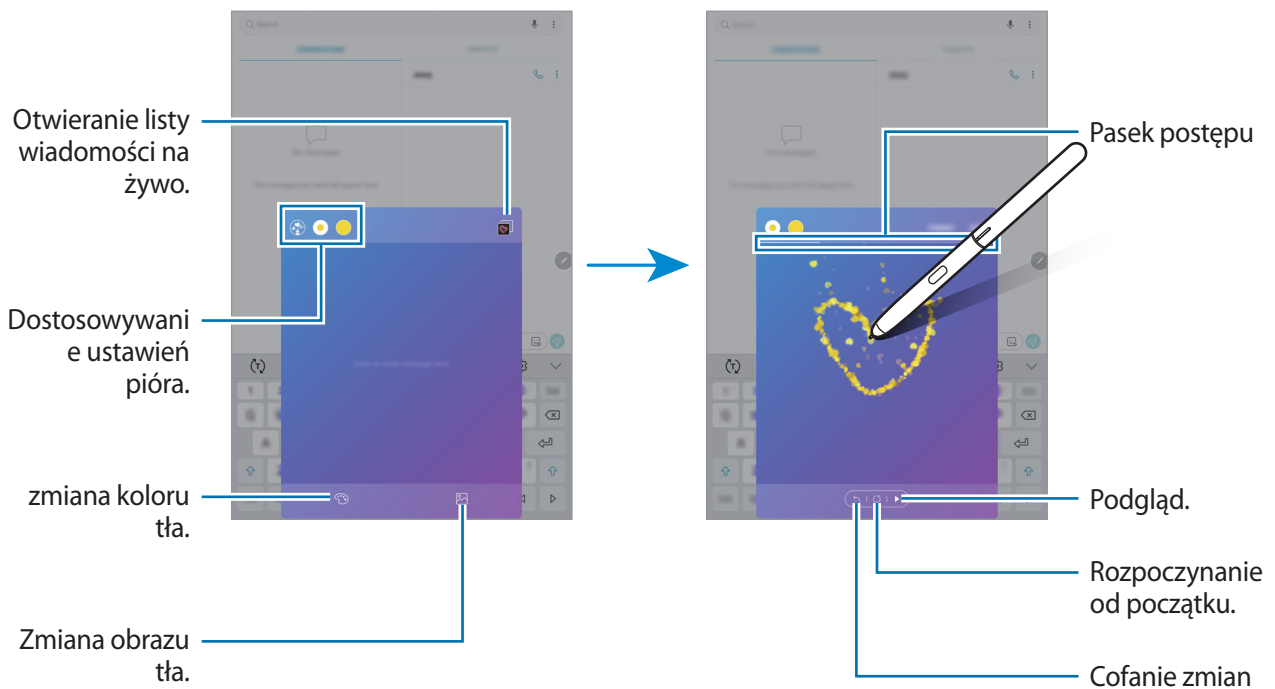 Otwieranie listy
wiadomości na
żywo.
Dostosowywani
e ustawień
pióra.
zmiana koloru
tła.
Zmiana obrazu
tła.
Pasek postępu
Podgląd.
Rozpoczynanie
od początku.
Cofanie zmian